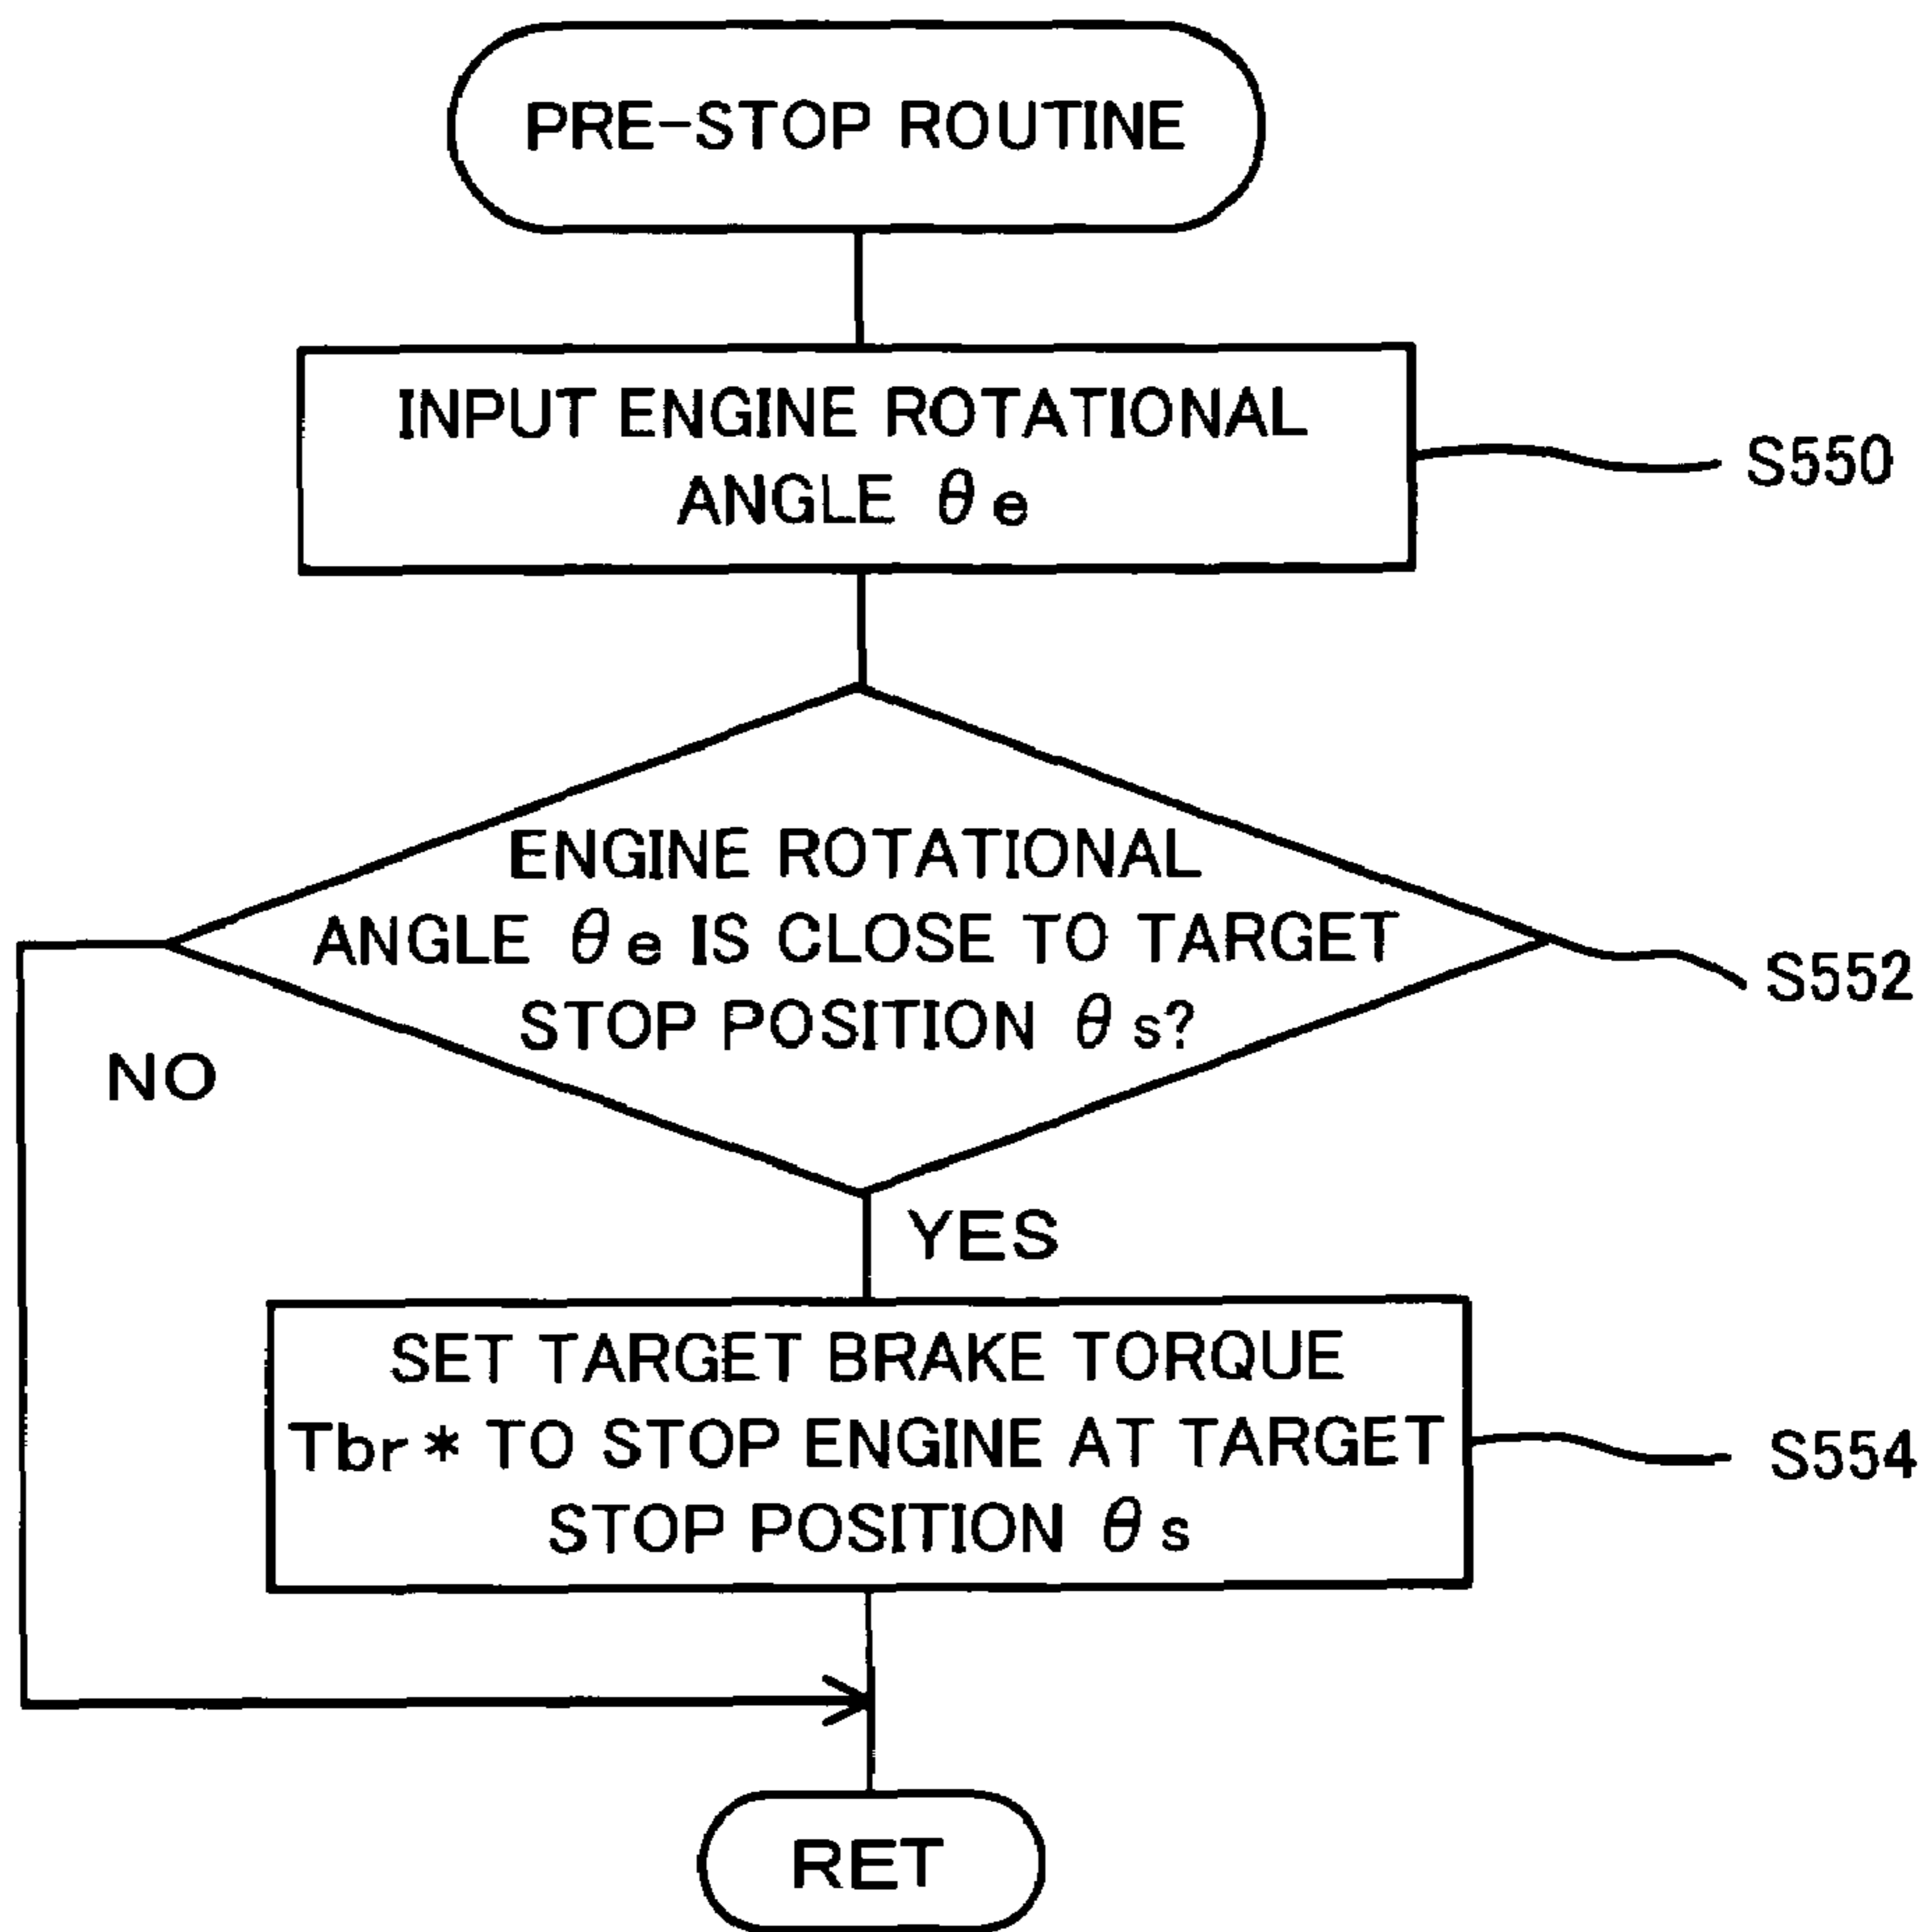 PRE-STOP ROUTINE
INPUT ENGINE ROTATIONAL
ANGLE θe
S550
ENGINE ROTATIONAL
ANGLE θe IS CLOSE TO TARGET
STOP POSITION θs?
S552
NO
YES
SET TARGET BRAKE TORQUE
Tbr* TO STOP ENGINE AT TARGET
STOP POSITION θs
S554
RET